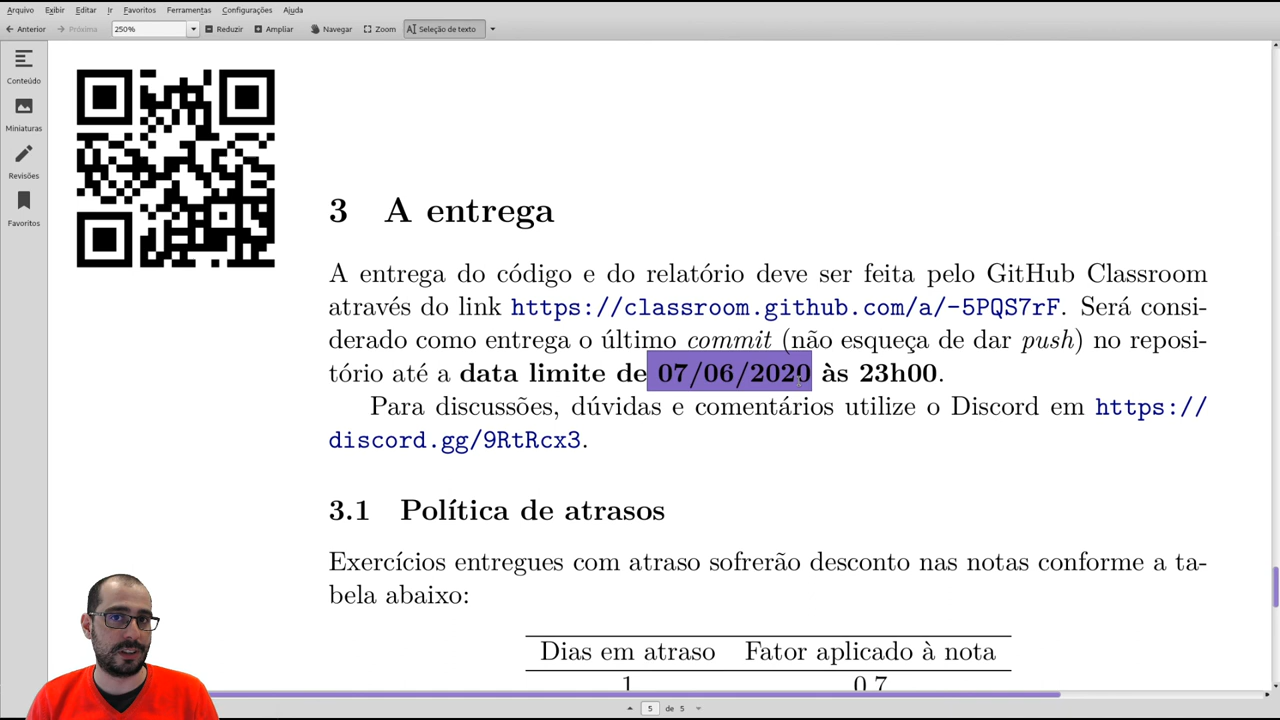 Arquivo Exibir Editar Ir Favoritos Ferramentas Configurações Ajuda
Anterior Próxima 250% Reduzir Ampliar Navegar Zoom Seleção de texto
Conteúdo
Miniaturas
Revisões
Favoritos
3 A entrega
A entrega do código e do relatório deve ser feita pelo GitHub Classroom
através do link https://classroom.github.com/a/-5PQS7rF. Será consi-
derado como entrega o último commit (não esqueça de dar push) no reposi-
tório até a data limite de 07/06/2020 às 23h00.
Para discussões, dúvidas e comentários utilize o Discord em https://
discord.gg/9RtRcx3.
3.1 Política de atrasos
Exercícios entregues com atraso sofrerão desconto nas notas conforme a ta-
bela abaixo:
Dias em atraso Fator aplicado à nota
1 0.7
5 de 5